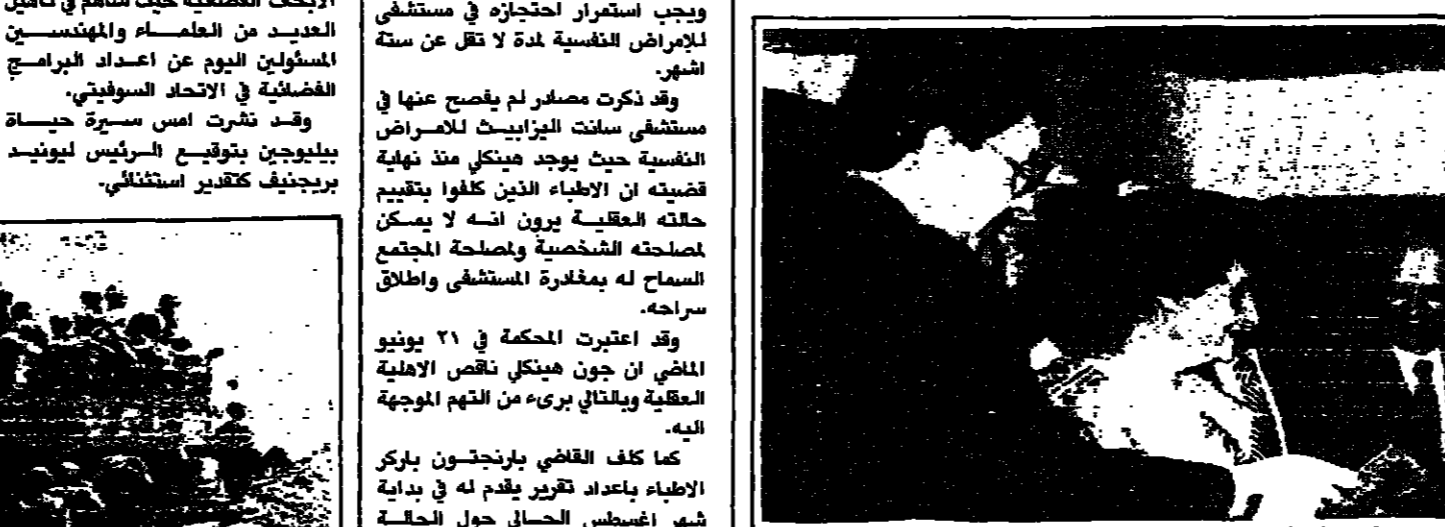 ويجب استمرار احتجازه في مستشفى
للإمراض النفسية لمدة لا تقل عن ستة
اشهر.
وقد ذكرت مصادر لم يفصح عنها في
مستشفى سانت اليزابيث للامراض
النفسية حيث يوجد هينكلي منذ نهاية
قضيته ان الاطباء الذين كلفوا بتقييم
حالته العقلية يرون انه لا يمكن
لمصلحته الشخصية ولمصلحة المجتمع
السماح له بمغادرة المستشفى واطلاق
سراحه.
وقد اعتبرت المحكمة في ٢١ يونيو
الماضي ان جون هينكلي ناقص الاهلية
العقلية وبالتالي برىء من التهم الموجهة
اليه.
كما كلف القاضي بارنجتون باركر
الاطباء باعداد تقرير يقدم له في بداية
شهر اغسطس الحالي حول الحالة
حيث ساهم في تاهيل
العديد من العلماء والمهندسين
المسئولين اليوم عن اعداد البرامج
الفضائية في الاتحاد السوفيتي.
وقد نشرت امس سيرة حياة
بيليوجين بتوقيع الرئيس ليونيد
بريجنيف كتقدير استثنائي.